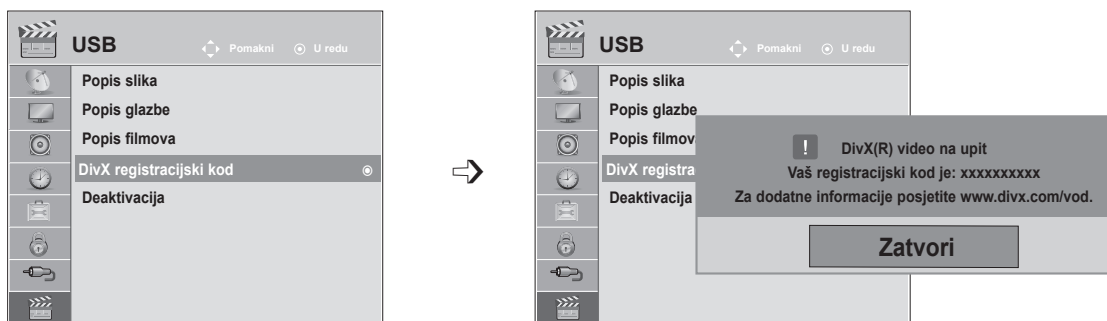 USB
Pomakni U redu
Popis slika
Popis glazbe
Popis filmova
DivX registracijski kod
Deaktivacija
USB
Pomakni U redu
Popis slika
Popis glazbe
Popis filmov
DivX registra
Deaktivacija
! DivX(R) video na upit
Vaš registracijski kod je: xxxxxxxxxx
Za dodatne informacije posjetite www.divx.com/vod.
Zatvori